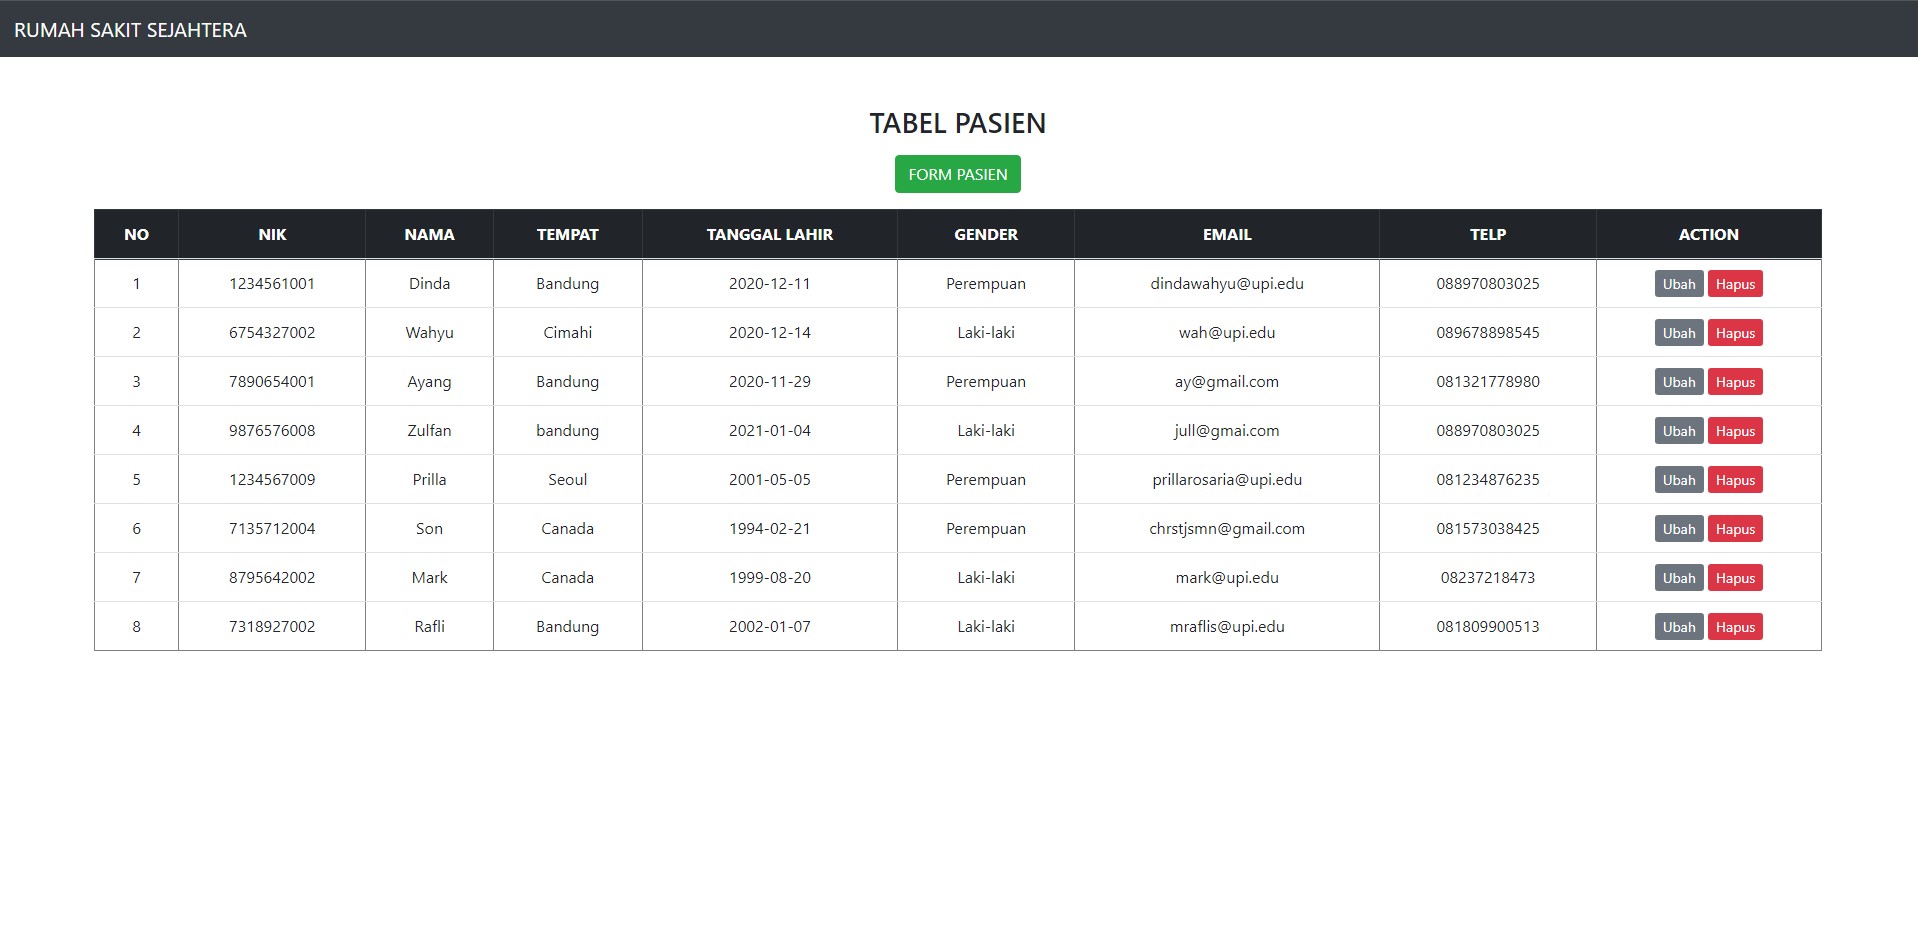 RUMAH SAKIT SEJAHTERA
TABEL PASIEN
FORM PASIEN
NO NIK NAMA TEMPAT TANGGAL LAHIR GENDER EMAIL TELP ACTION
1 1234561001 Dinda Bandung 2020-12-11 Perempuan dindawahyu@upi.edu 088970803025 Ubah Hapus
2 6754327002 Wahyu Cimahi 2020-12-14 Laki-laki wah@upi.edu 089678898545 Ubah Hapus
3 7890654001 Ayang Bandung 2020-11-29 Perempuan ay@gmail.com 081321778980 Ubah Hapus
4 9876576008 Zulfan bandung 2021-01-04 Laki-laki jull@gmai.com 088970803025 Ubah Hapus
5 1234567009 Prilla Seoul 2001-05-05 Perempuan prillarosaria@upi.edu 081234876235 Ubah Hapus
6 7135712004 Son Canada 1994-02-21 Perempuan chrstjsmn@gmail.com 081573038425 Ubah Hapus
7 8795642002 Mark Canada 1999-08-20 Laki-laki mark@upi.edu 08237218473 Ubah Hapus
8 7318927002 Rafli Bandung 2002-01-07 Laki-laki mraflis@upi.edu 081809900513 Ubah Hapus